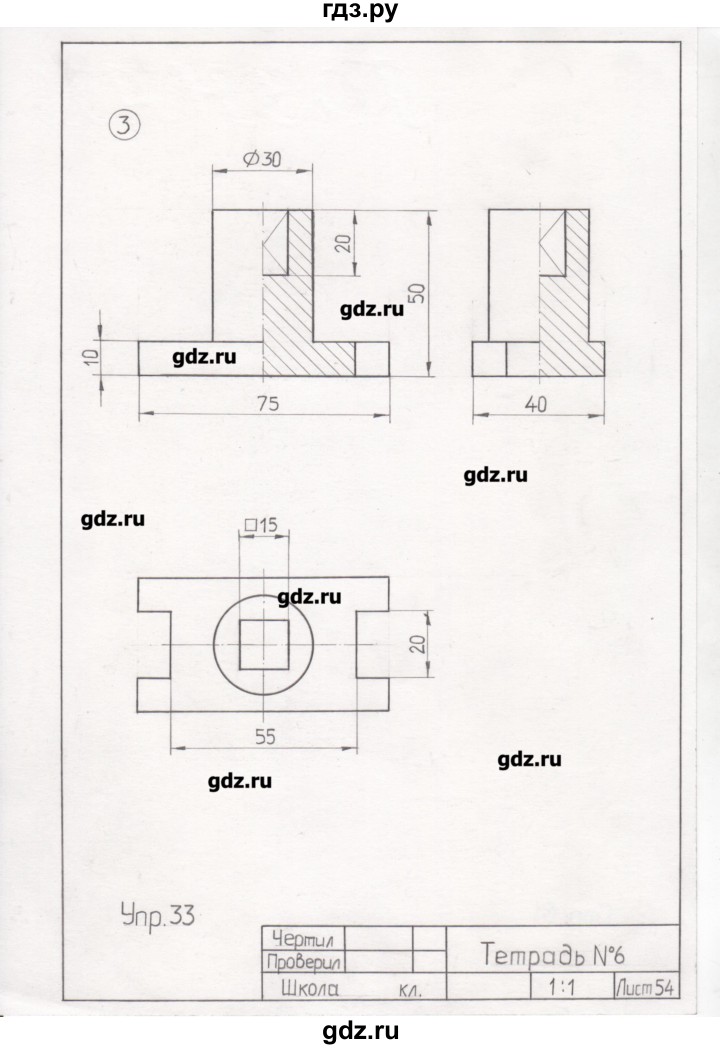 гдз.ру
3
⌀30
20
50
gdz.ru
10
gdz.ru
75
40
gdz.ru
gdz.ru
□15
gdz.ru
20
55
gdz.ru
gdz.ru
Упр.33
Чертил
Проверил
Тетрадь №6
Школа кл.
1:1
Лист 54
gdz.ru